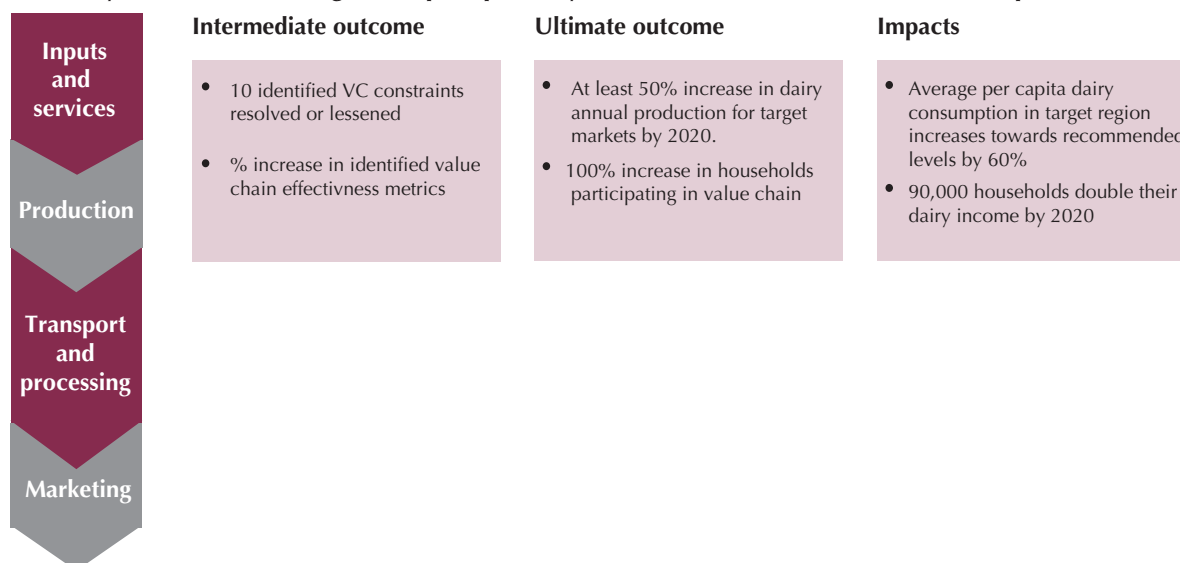 Inputs
and
services
Production
Transport
and
processing
Marketing
Intermediate outcome
• 10 identified VC constraints
resolved or lessened
• % increase in identified value
chain effectivness metrics
Ultimate outcome
• At least 50% increase in dairy
annual production for target
markets by 2020.
• 100% increase in households
participating in value chain
Impacts
• Average per capita dairy
consumption in target region
increases towards recommended
levels by 60%
• 90,000 households double their
dairy income by 2020